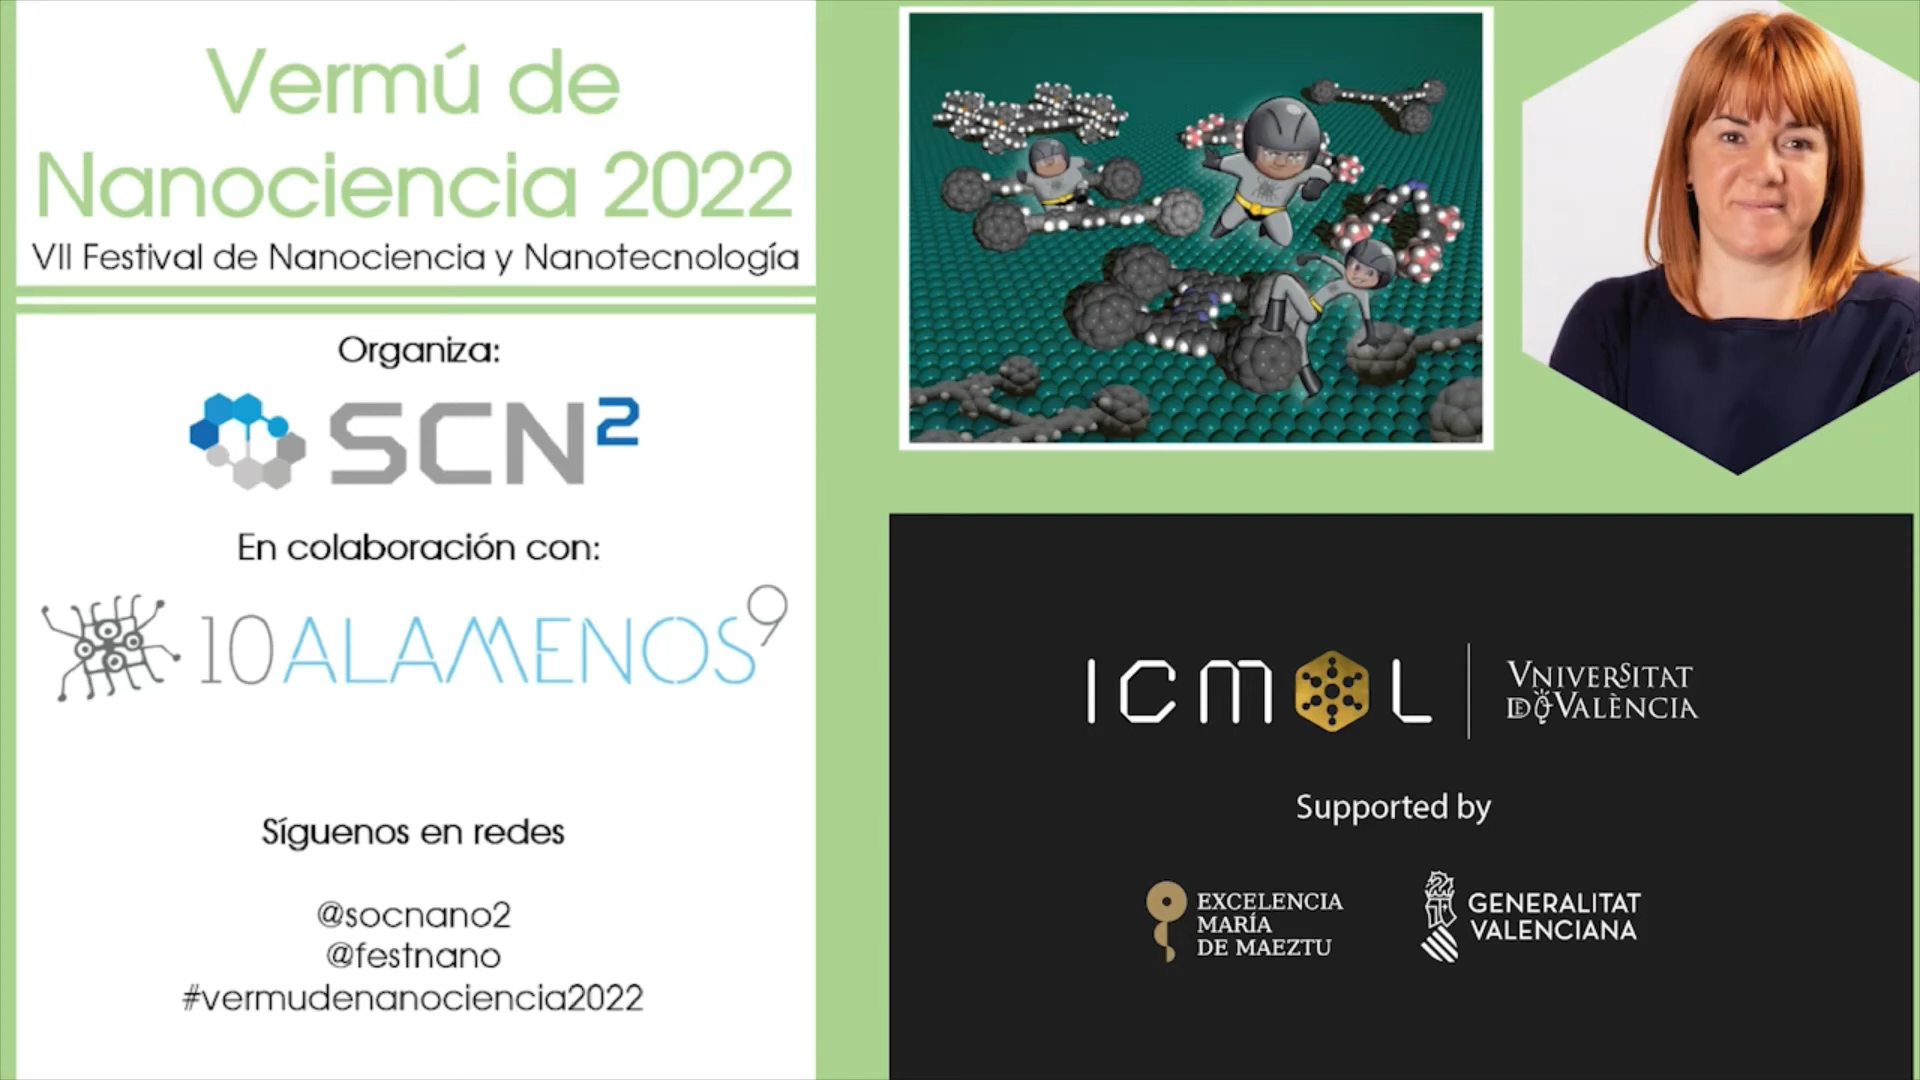 Vermú de
Nanociencia 2022
VII Festival de Nanociencia y Nanotecnología
Organiza:
SCN²
En colaboración con:
10ALAMENOS⁹
Síguenos en redes
@socnano2
@festnano
#vermudenanociencia2022
ICMOL
VNIVERSITAT
DE VALÈNCIA
Supported by
EXCELENCIA
MARÍA
DE MAEZTU
GENERALITAT
VALENCIANA